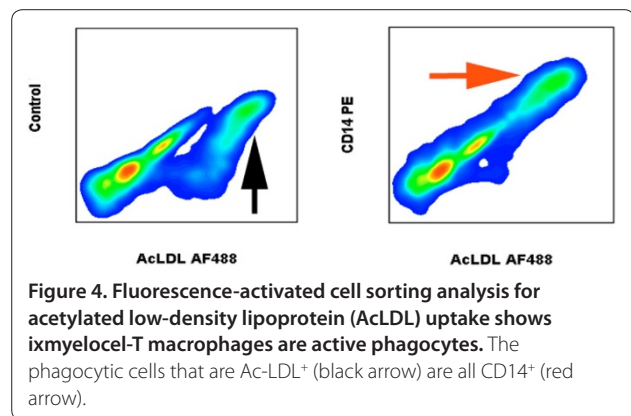 Control
AcLDL AF488
CD14 PE
AcLDL AF488
Figure 4. Fluorescence-activated cell sorting analysis for
acetylated low-density lipoprotein (AcLDL) uptake shows
ixmyelocel-T macrophages are active phagocytes. The
phagocytic cells that are Ac-LDL⁺ (black arrow) are all CD14⁺ (red
arrow).